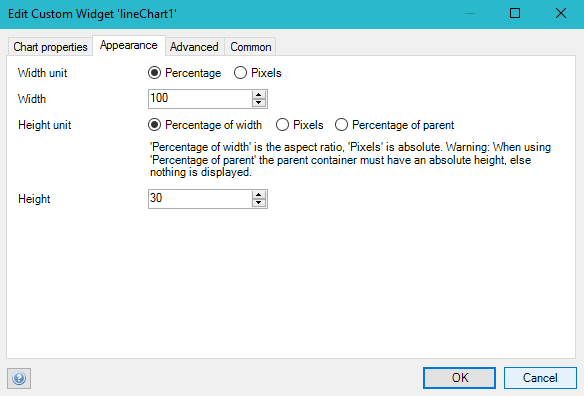 Edit Custom Widget 'lineChart1'
Chart properties Appearance Advanced Common
Width unit Percentage Pixels
Width 100
Height unit Percentage of width Pixels Percentage of parent
'Percentage of width' is the aspect ratio, 'Pixels' is absolute. Warning: When using
'Percentage of parent' the parent container must have an absolute height, else
nothing is displayed.
Height 30
? OK Cancel